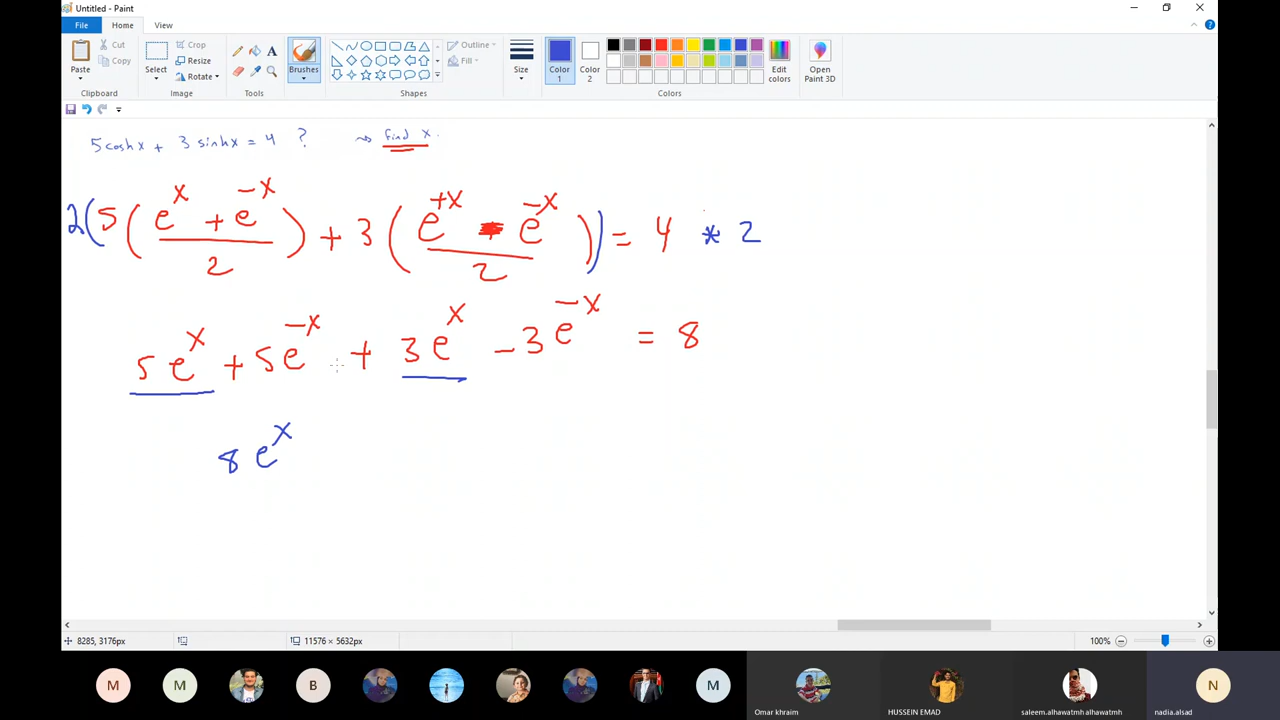 Untitled - Paint
File Home View
Paste Cut Copy Select Crop Resize Rotate A Brushes Outline Fill Size Color 1 Color 2 Edit colors Open Paint 3D
Clipboard Image Tools Shapes Colors
5coshx + 3 sinhx = 4 ? ⇝ find x.
2(5(e^x + e^-x / 2) + 3(e^+x - e^-x / 2)) = 4 * 2
5e^x + 5e^-x + 3e^x - 3e^-x = 8
8e^x
8285, 3176px 11576 × 5632px 100%
M M B M N
Omar khraim HUSSEIN EMAD saleem.alhawatmh alhawatmh nadia.alsad